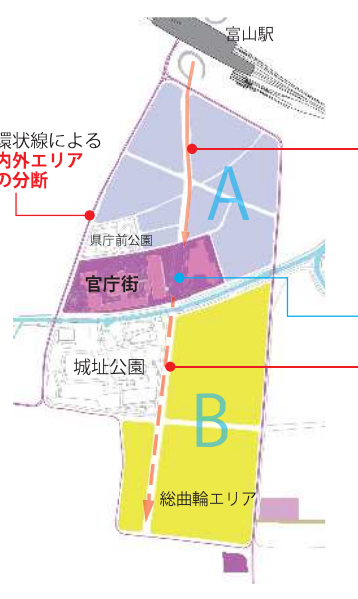 富山駅
環状線による
内外エリア
の分断
A
県庁前公園
官庁街
城址公園
B
総曲輪エリア